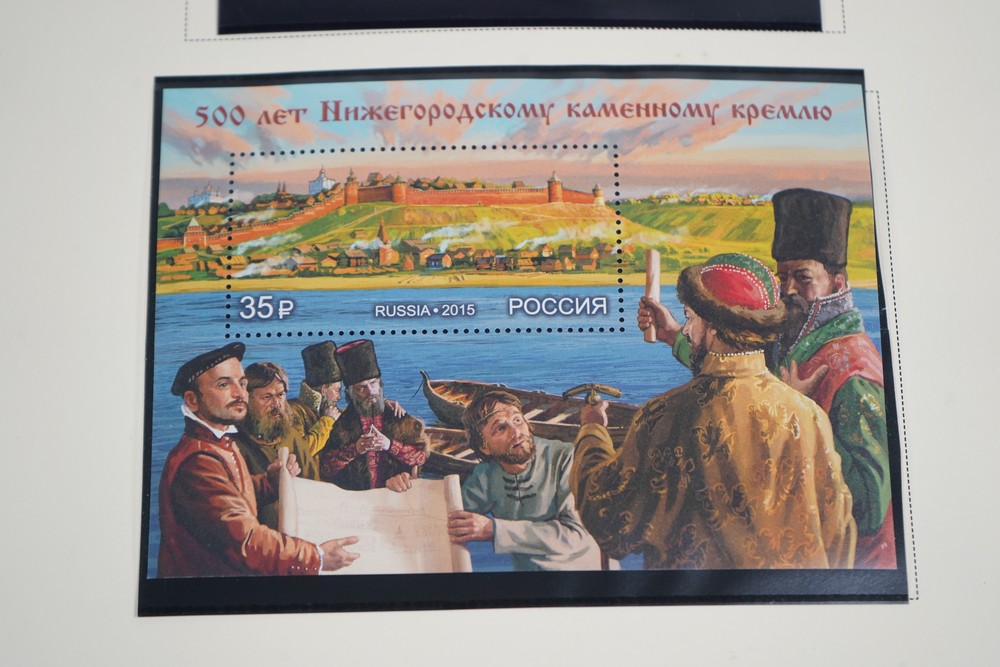 500 лет Нижегородскому каменному кремлю
35 ₽ RUSSIA • 2015 РОССИЯ